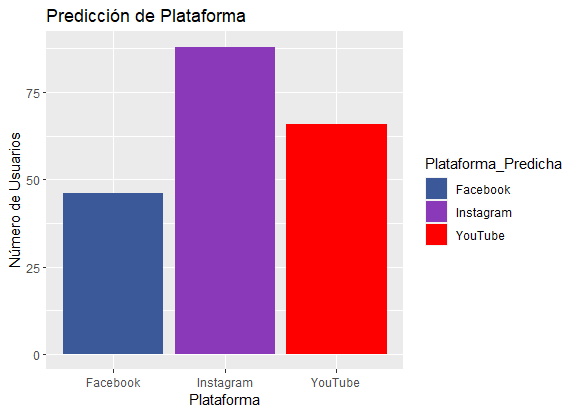 Predicción de Plataforma
Número de Usuarios
75
50
25
0
Facebook
Instagram
YouTube
Plataforma
Plataforma_Predicha
Facebook
Instagram
YouTube